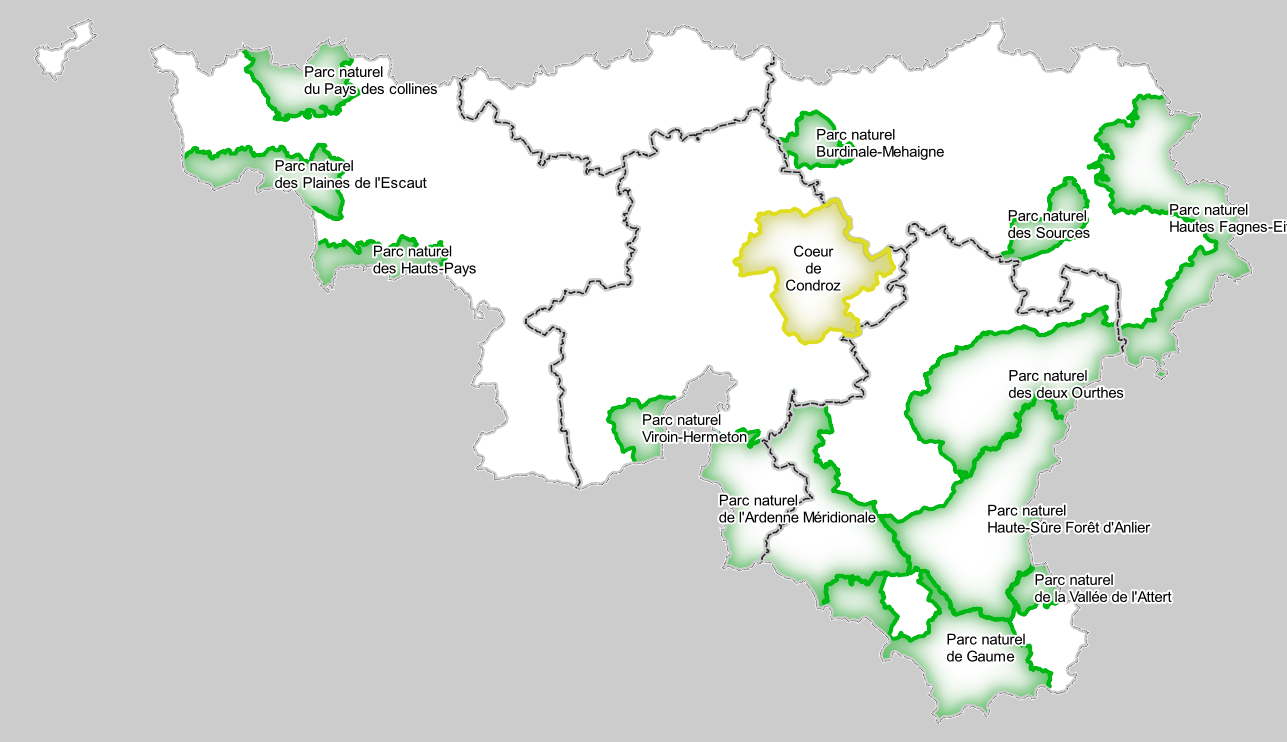 Parc naturel
du Pays des collines
Parc naturel
Burdinale-Mehaigne
Parc naturel
des Plaines de l'Escaut
Parc naturel
Hautes Fagnes-Ei
Parc naturel
des Sources
Parc naturel
des Hauts-Pays
Coeur
de
Condroz
Parc naturel
des deux Ourthes
Parc naturel
Viroin-Hermeton
Parc naturel
de l'Ardenne Méridionale
Parc naturel
Haute-Sûre Forêt d'Anlier
Parc naturel
de la Vallée de l'Attert
Parc naturel
de Gaume